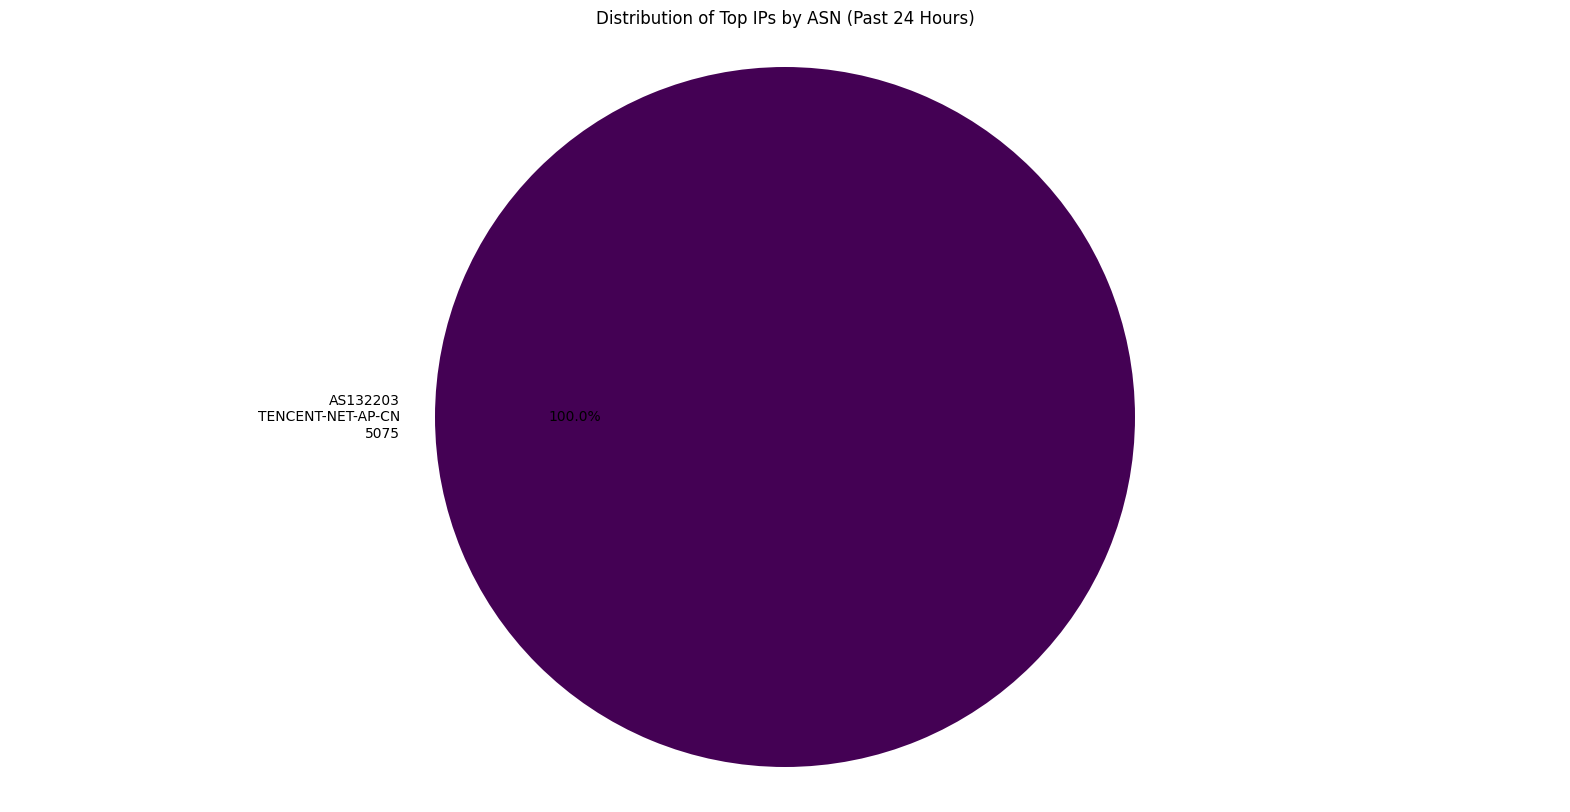 Distribution of Top IPs by ASN (Past 24 Hours)
AS132203
TENCENT-NET-AP-CN
5075
100.0%